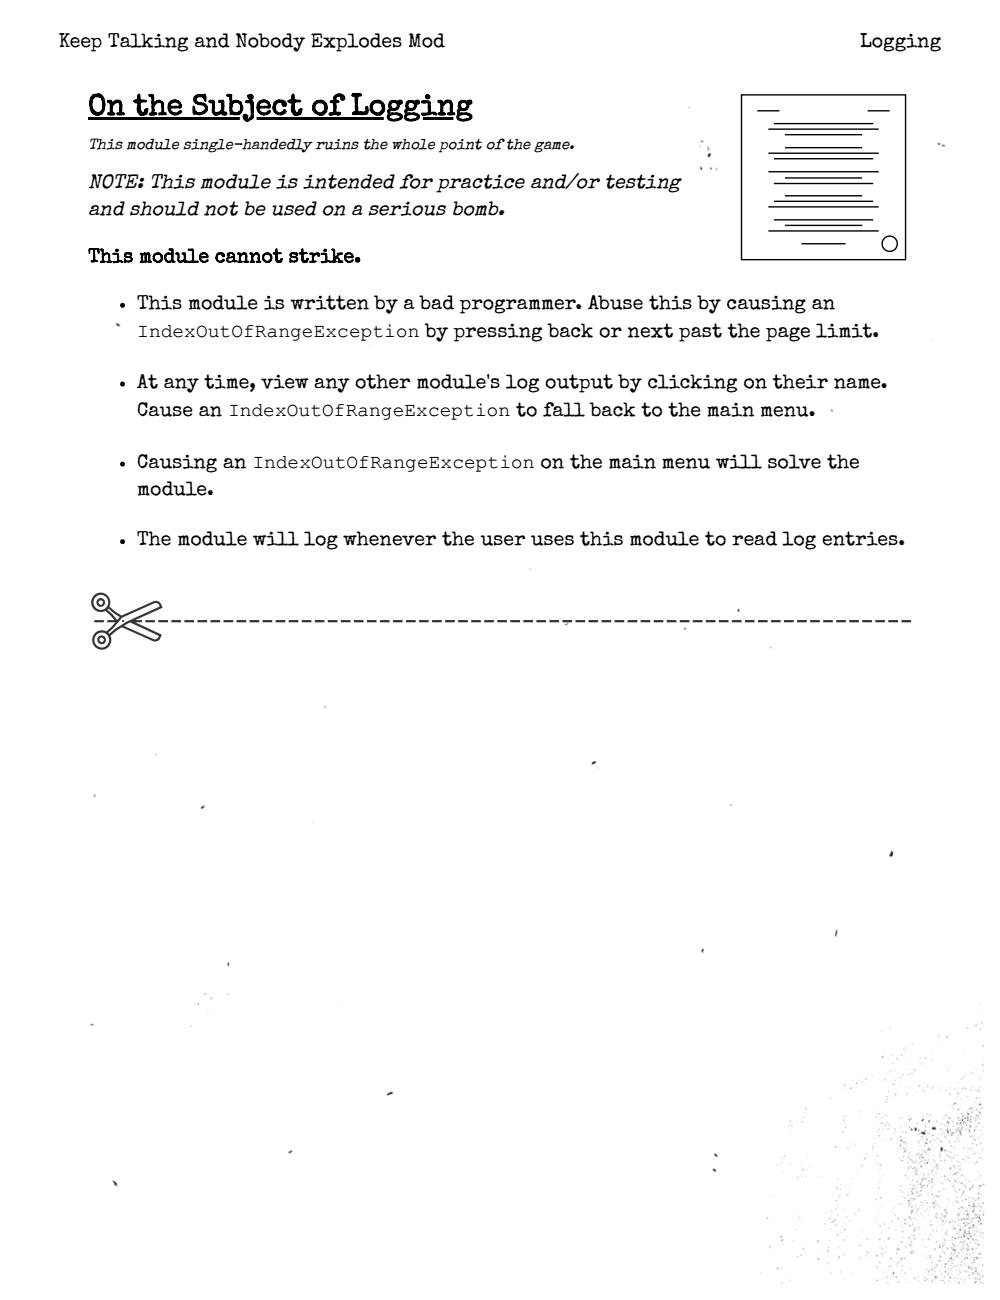 Keep Talking and Nobody Explodes Mod
Logging
On the Subject of Logging
This module single-handedly ruins the whole point of the game.
NOTE: This module is intended for practice and/or testing
and should not be used on a serious bomb.
This module cannot strike.
• This module is written by a bad programmer. Abuse this by causing an
IndexOutOfRangeException by pressing back or next past the page limit.
• At any time, view any other module's log output by clicking on their name.
Cause an IndexOutOfRangeException to fall back to the main menu.
• Causing an IndexOutOfRangeException on the main menu will solve the
module.
• The module will log whenever the user uses this module to read log entries.